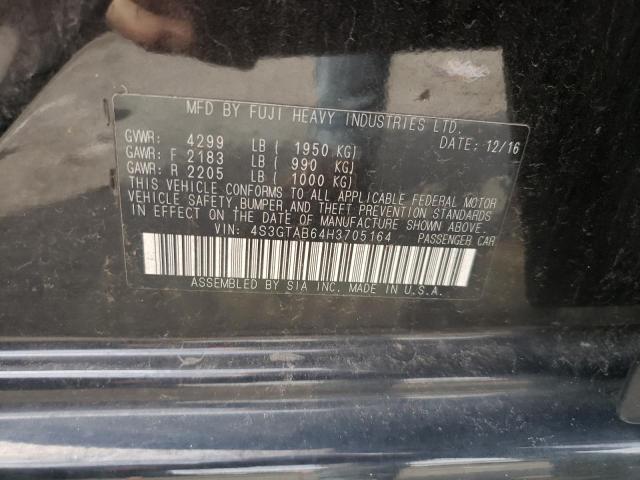 MFD BY FUJI HEAVY INDUSTRIES LTD.
GVWR: 4299 LB ( 1950 KG) DATE: 12/16
GAWR: F 2183 LB ( 990 KG)
GAWR: R 2205 LB ( 1000 KG)
THIS VEHICLE CONFORMS TO ALL APPLICABLE FEDERAL MOTOR
VEHICLE SAFETY, BUMPER, AND THEFT PREVENTION STANDARDS
IN EFFECT ON THE DATE OF MANUFACTURE SHOWN ABOVE.
VIN: 4S3GTAB64H3705164 PASSENGER CAR
ASSEMBLED BY SIA INC. MADE IN U.S.A.